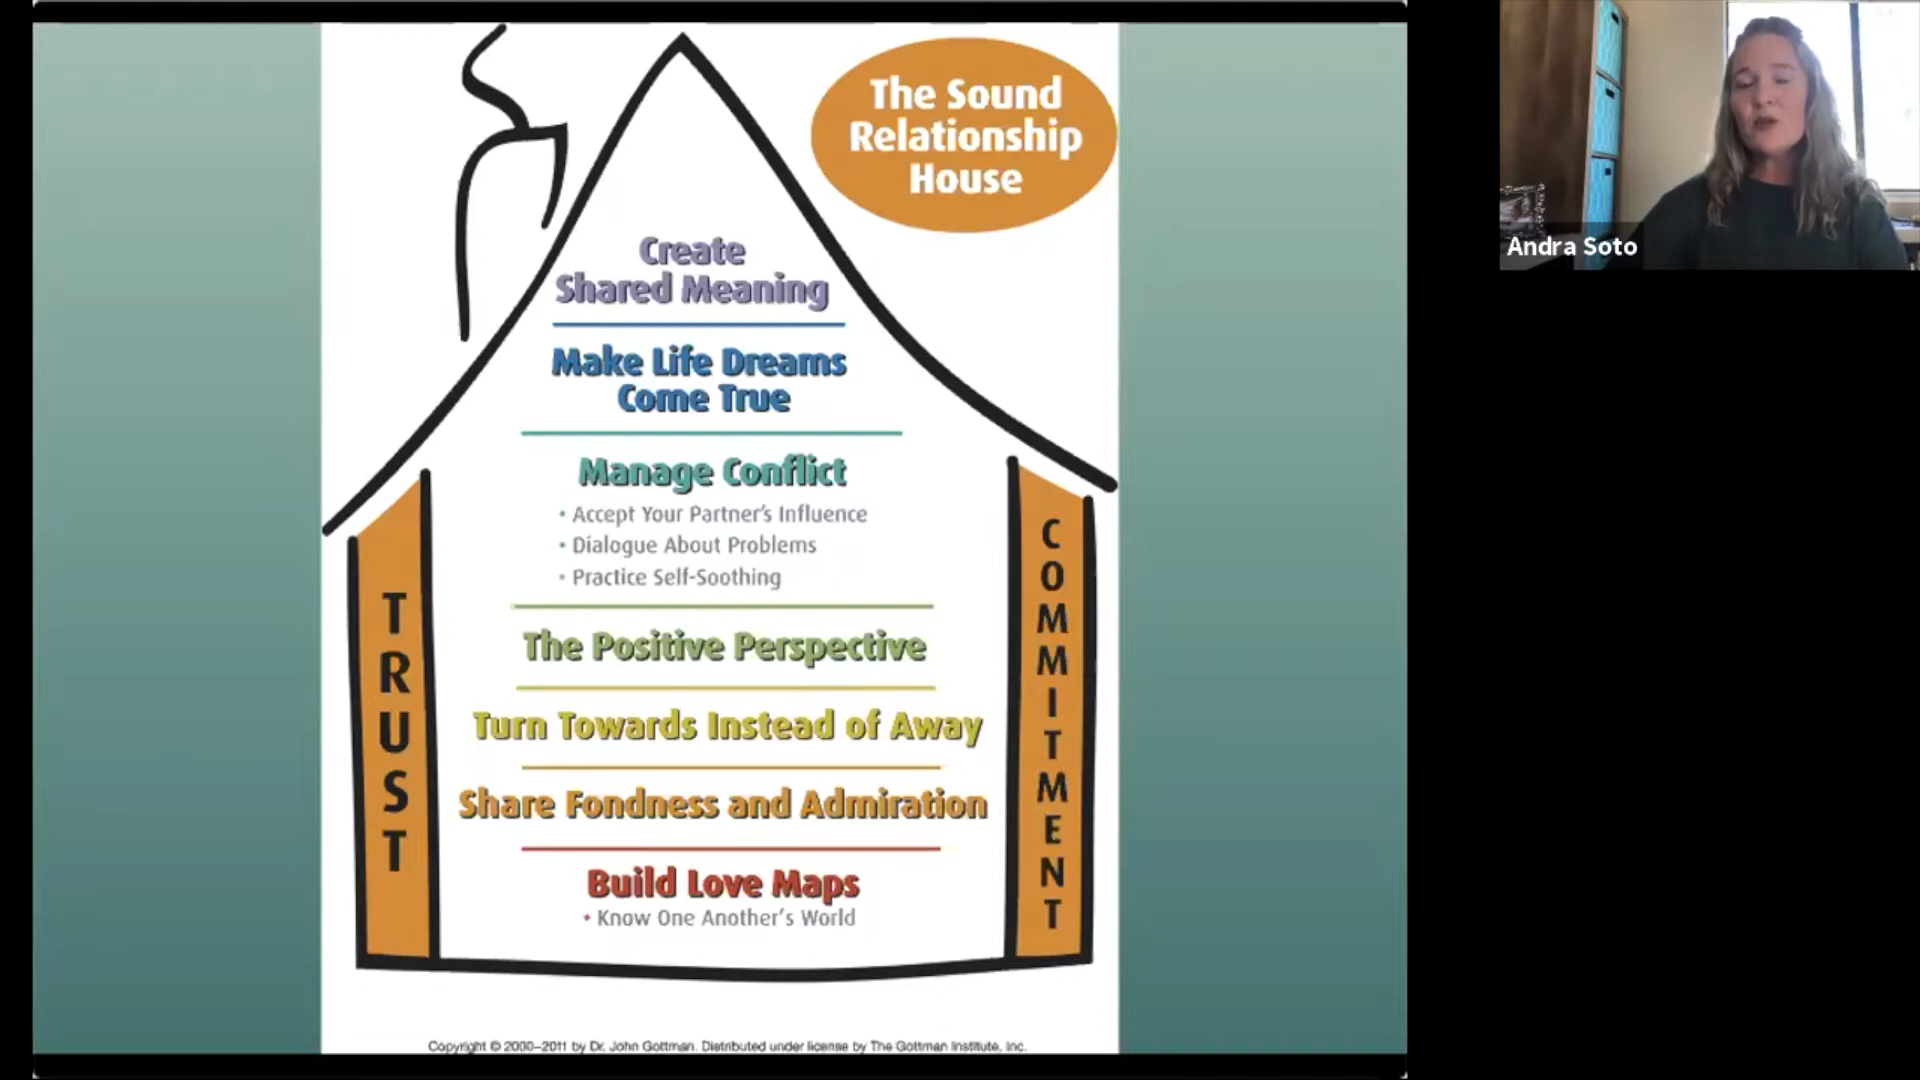 The Sound
Relationship
House
Create
Shared Meaning
Make Life Dreams
Come True
Manage Conflict
• Accept Your Partner's Influence
• Dialogue About Problems
• Practice Self-Soothing
The Positive Perspective
Turn Towards Instead of Away
Share Fondness and Admiration
Build Love Maps
• Know One Another's World
TRUST
COMMITMENT
Copyright © 2000–2011 by Dr. John Gottman. Distributed under license by The Gottman Institute, Inc.
Andra Soto